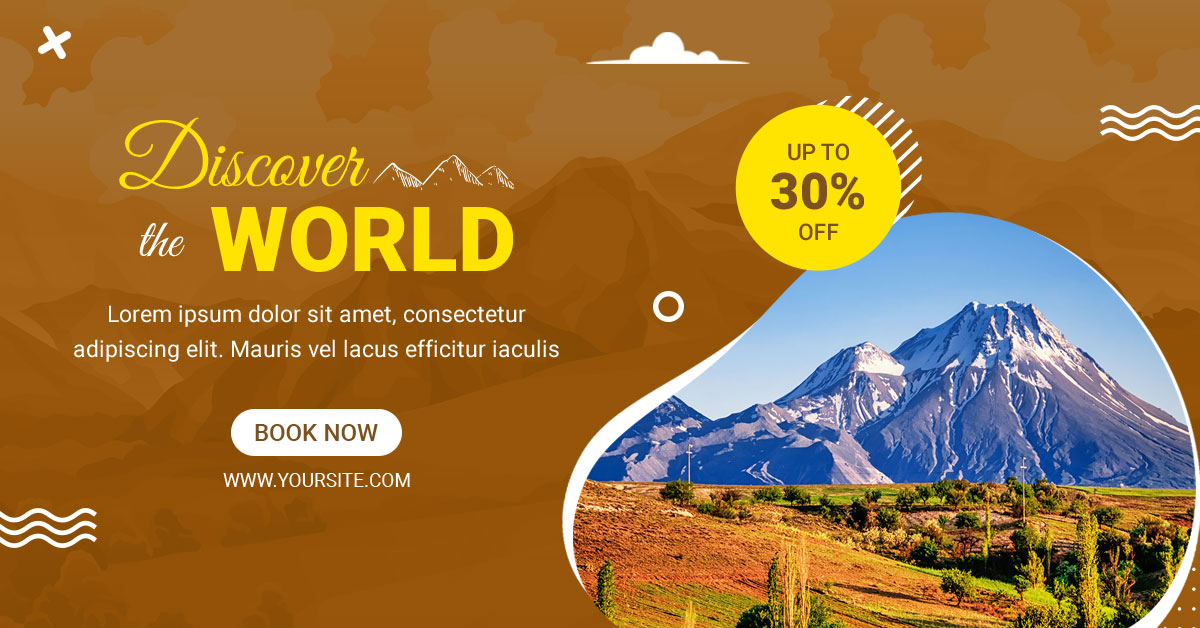 Discover
the WORLD
Lorem ipsum dolor sit amet, consectetur
adipiscing elit. Mauris vel lacus efficitur iaculis
BOOK NOW
WWW.YOURSITE.COM
UP TO
30%
OFF